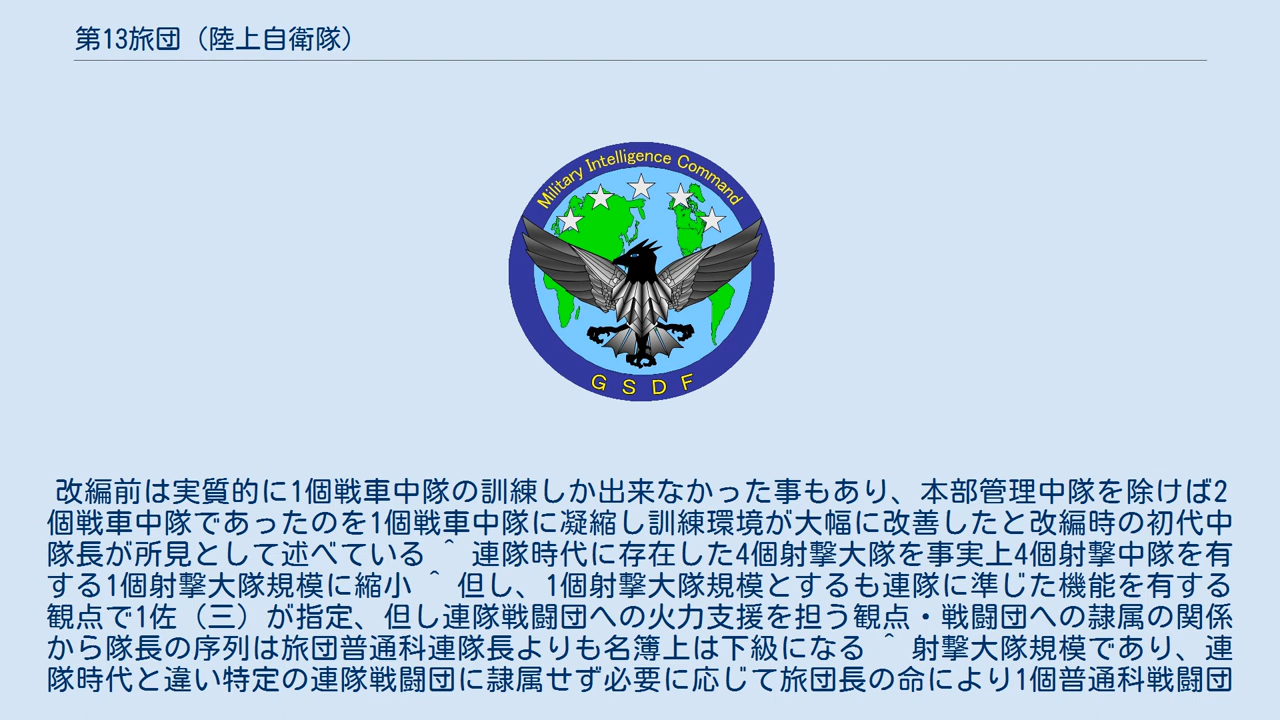 第13旅団（陸上自衛隊）
Military Intelligence Command
GSDF
改編前は実質的に1個戦車中隊の訓練しか出来なかった事もあり、本部管理中隊を除けば2
個戦車中隊であったのを1個戦車中隊に凝縮し訓練環境が大幅に改善したと改編時の初代中
隊長が所見として述べている ^ 連隊時代に存在した4個射撃大隊を事実上4個射撃中隊を有
する1個射撃大隊規模に縮小 ^ 但し、1個射撃大隊規模とするも連隊に準じた機能を有する
観点で1佐（三）が指定、但し連隊戦闘団への火力支援を担う観点・戦闘団への隷属の関係
から隊長の序列は旅団普通科連隊長よりも名簿上は下級になる ^ 射撃大隊規模であり、連
隊時代と違い特定の連隊戦闘団に隷属せず必要に応じて旅団長の命により1個普通科戦闘団